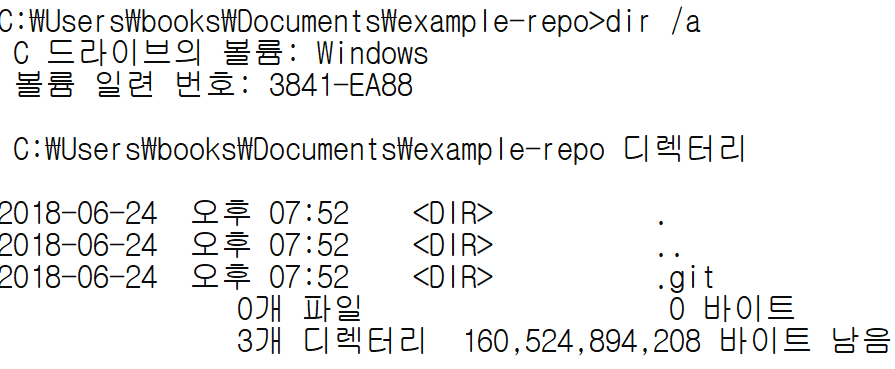 C:₩Users₩books₩Documents₩example-repo>dir /a
C 드라이브의 볼륨: Windows
볼륨 일련 번호: 3841-EA88
C:₩Users₩books₩Documents₩example-repo 디렉터리
2018-06-24 오후 07:52 <DIR> .
2018-06-24 오후 07:52 <DIR> ..
2018-06-24 오후 07:52 <DIR> .git
0개 파일 0 바이트
3개 디렉터리 160,524,894,208 바이트 남음